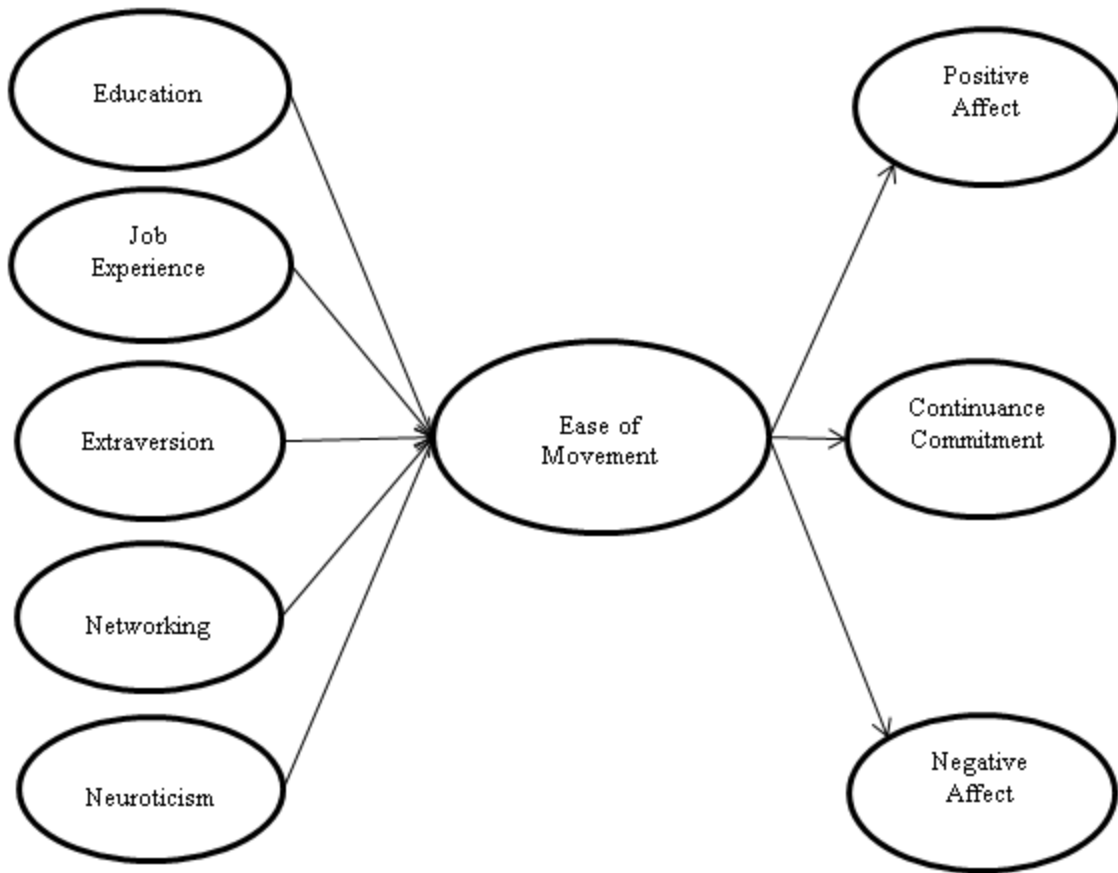 Education
Job
Experience
Extraversion
Networking
Neuroticism
Ease of
Movement
Positive
Affect
Continuance
Commitment
Negative
Affect